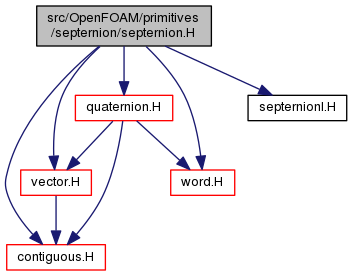 src/OpenFOAM/primitives
/septernion/septernion.H
quaternion.H
septernionI.H
vector.H
word.H
contiguous.H